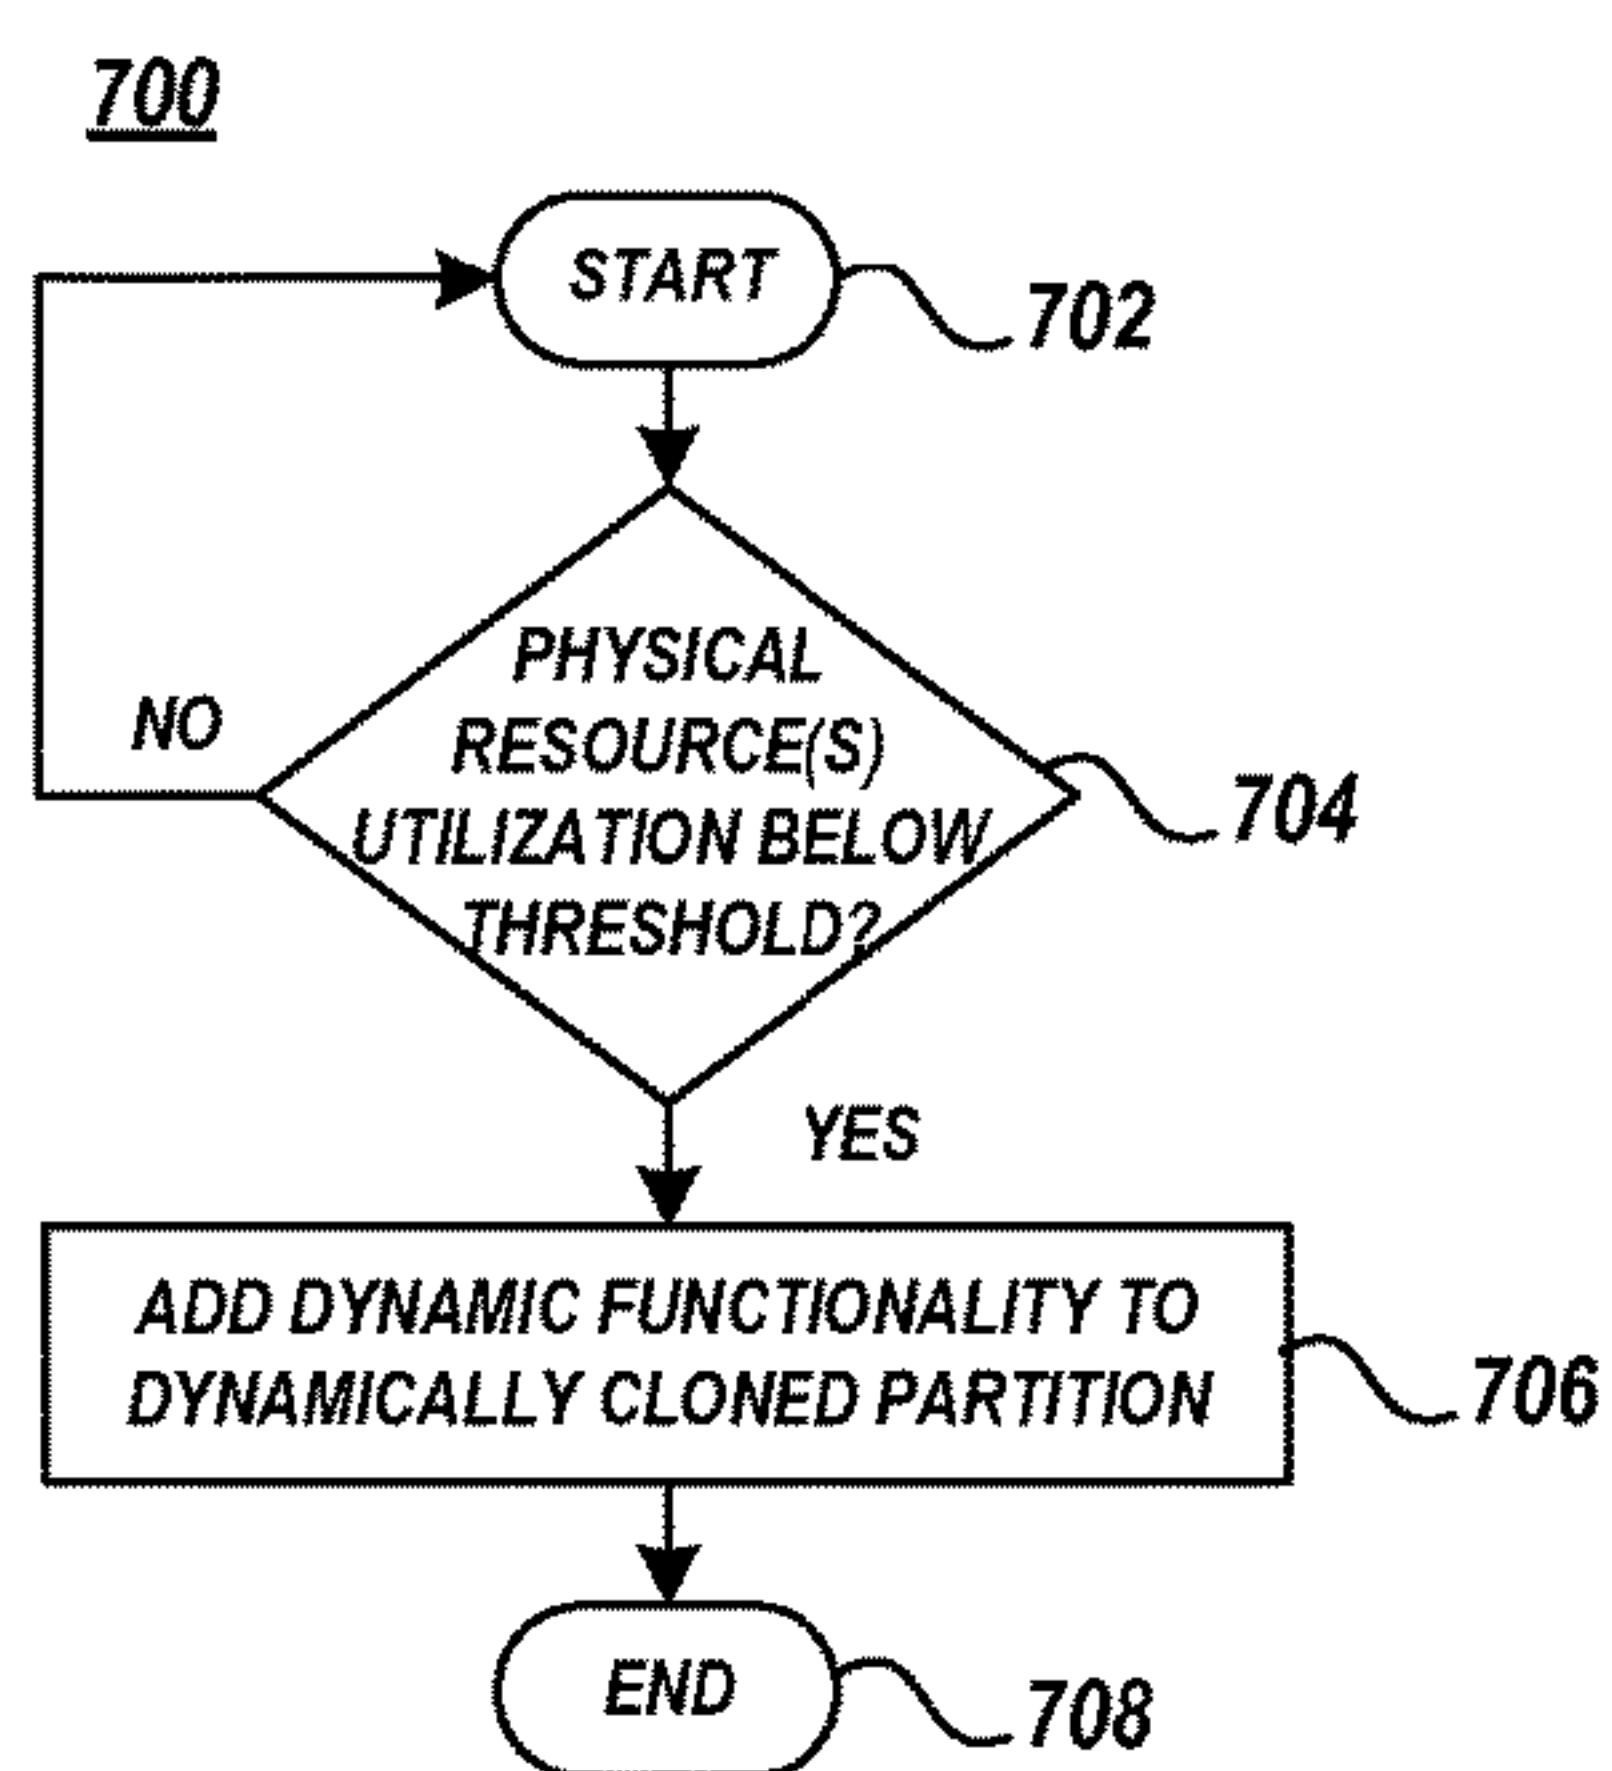 700
START
702
PHYSICAL
RESOURCE(S)
UTILIZATION BELOW
THRESHOLD?
NO
704
YES
ADD DYNAMIC FUNCTIONALITY TO
DYNAMICALLY CLONED PARTITION
706
END
708